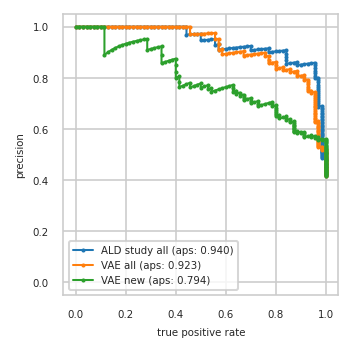 1.0
0.8
0.6
0.4
0.2
0.0
precision
ALD study all (aps: 0.940)
VAE all (aps: 0.923)
VAE new (aps: 0.794)
0.0 0.2 0.4 0.6 0.8 1.0
true positive rate